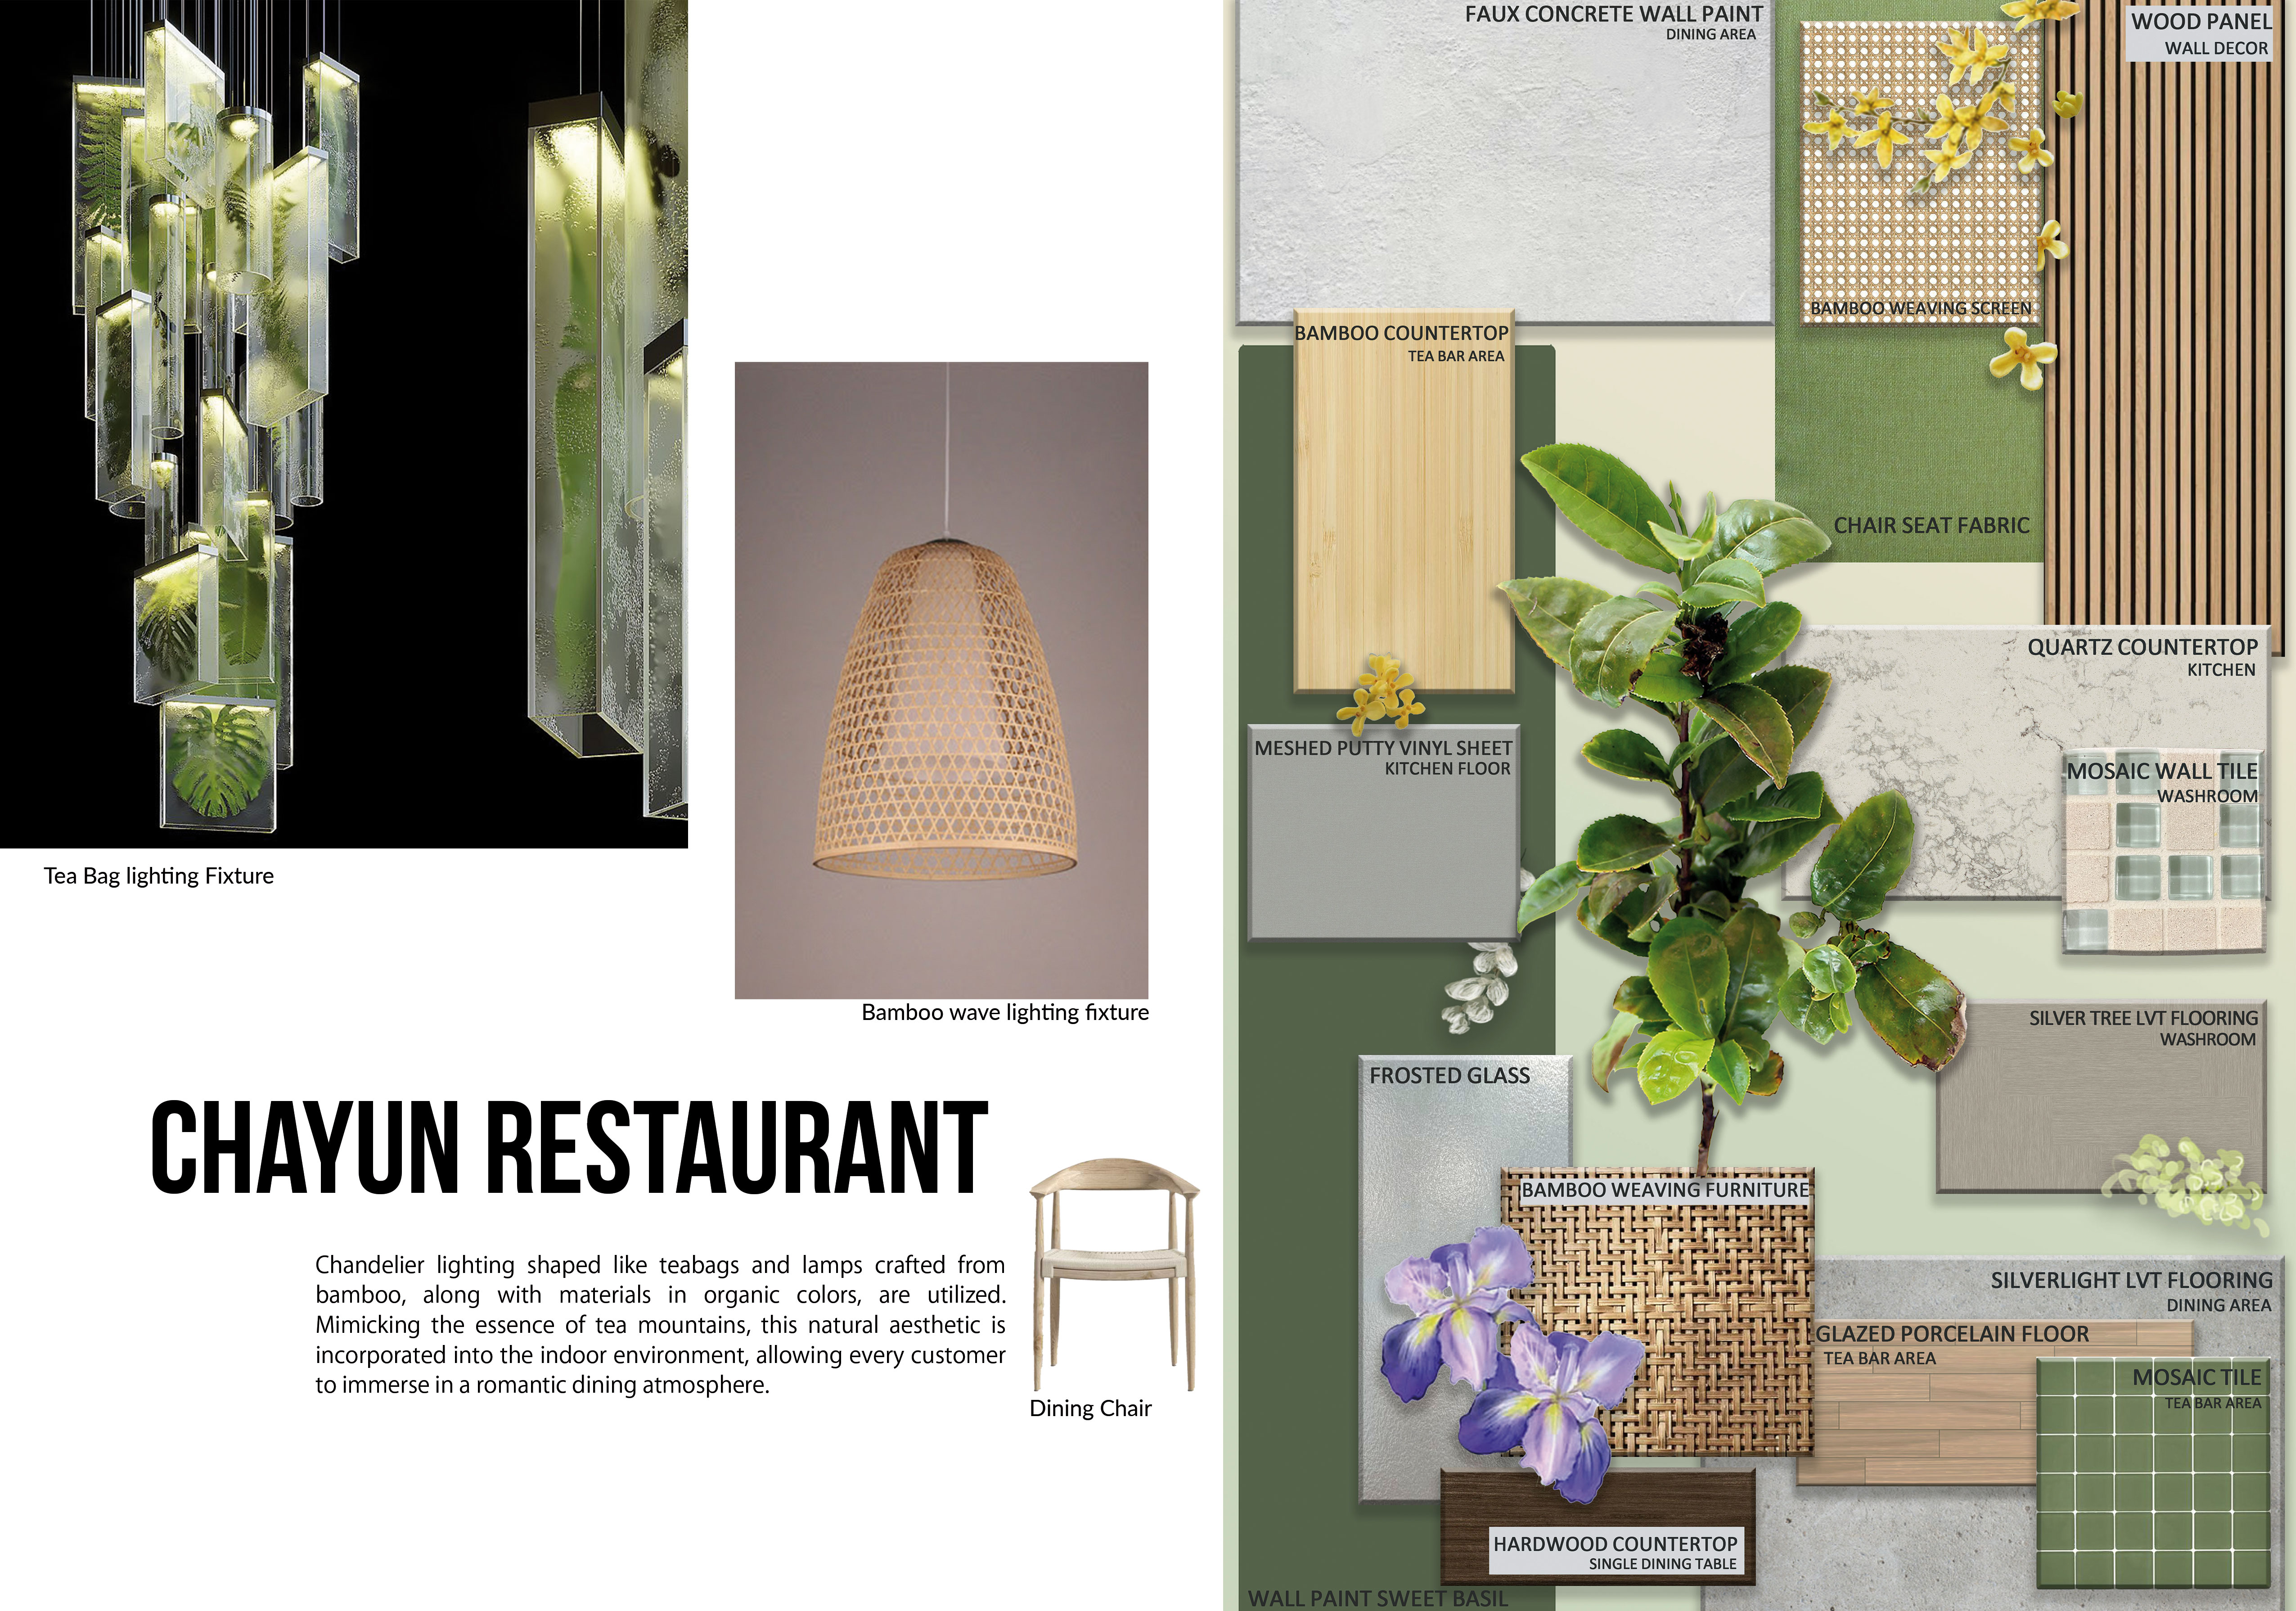 Tea Bag lighting Fixture
Bamboo wave lighting fixture
CHAYUN RESTAURANT
Chandelier lighting shaped like teabags and lamps crafted from
bamboo, along with materials in organic colors, are utilized.
Mimicking the essence of tea mountains, this natural aesthetic is
incorporated into the indoor environment, allowing every customer
to immerse in a romantic dining atmosphere.
Dining Chair
FAUX CONCRETE WALL PAINT
DINING AREA
WOOD PANEL
WALL DECOR
BAMBOO WEAVING SCREEN
BAMBOO COUNTERTOP
TEA BAR AREA
CHAIR SEAT FABRIC
QUARTZ COUNTERTOP
KITCHEN
MESHED PUTTY VINYL SHEET
KITCHEN FLOOR
MOSAIC WALL TILE
WASHROOM
SILVER TREE LVT FLOORING
WASHROOM
FROSTED GLASS
BAMBOO WEAVING FURNITURE
SILVERLIGHT LVT FLOORING
DINING AREA
GLAZED PORCELAIN FLOOR
TEA BAR AREA
MOSAIC TILE
TEA BAR AREA
HARDWOOD COUNTERTOP
SINGLE DINING TABLE
WALL PAINT SWEET BASIL